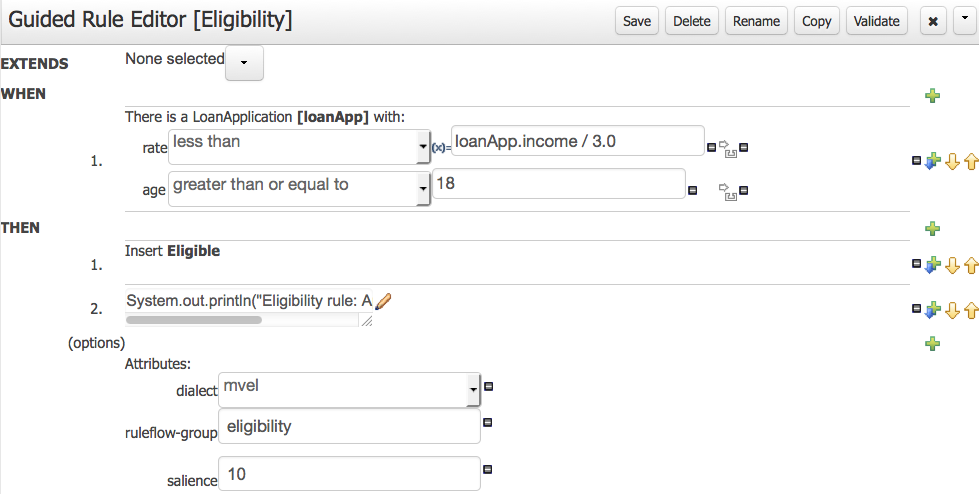 Guided Rule Editor [Eligibility]
Save Delete Rename Copy Validate
EXTENDS None selected
WHEN
There is a LoanApplication [loanApp] with:
1. rate less than (x)= loanApp.income / 3.0
age greater than or equal to 18
THEN
1. Insert Eligible
2. System.out.println("Eligibility rule: A
(options)
Attributes:
dialect mvel
ruleflow-group eligibility
salience 10